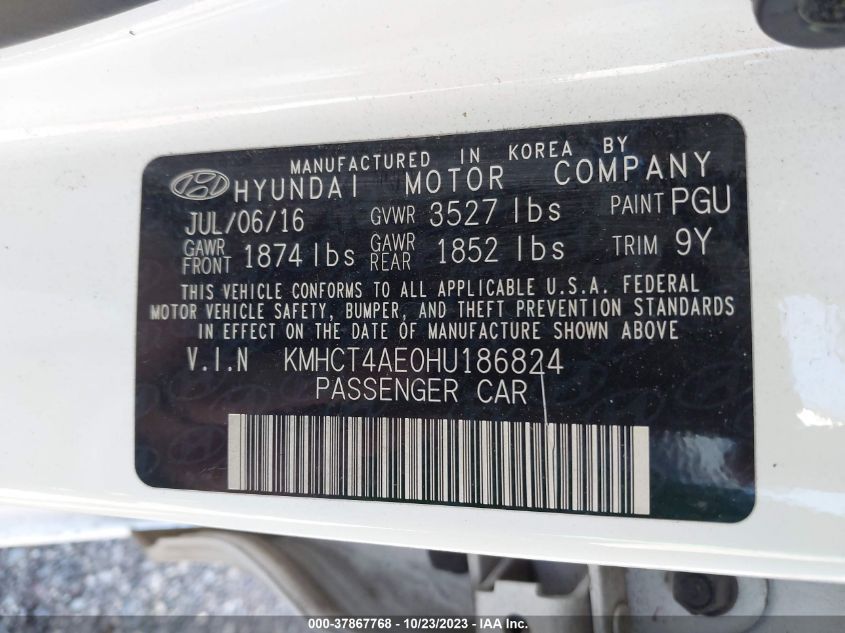 MANUFACTURED IN KOREA BY
HYUNDAI MOTOR COMPANY
JUL/06/16 GVWR 3527 lbs PAINT PGU
GAWR FRONT 1874 lbs GAWR REAR 1852 lbs TRIM 9Y
THIS VEHICLE CONFORMS TO ALL APPLICABLE U.S.A. FEDERAL
MOTOR VEHICLE SAFETY, BUMPER, AND THEFT PREVENTION STANDARDS
IN EFFECT ON THE DATE OF MANUFACTURE SHOWN ABOVE
V.I.N KMHCT4AE0HU186824
PASSENGER CAR
000-37867768 - 10/23/2023 - IAA Inc.